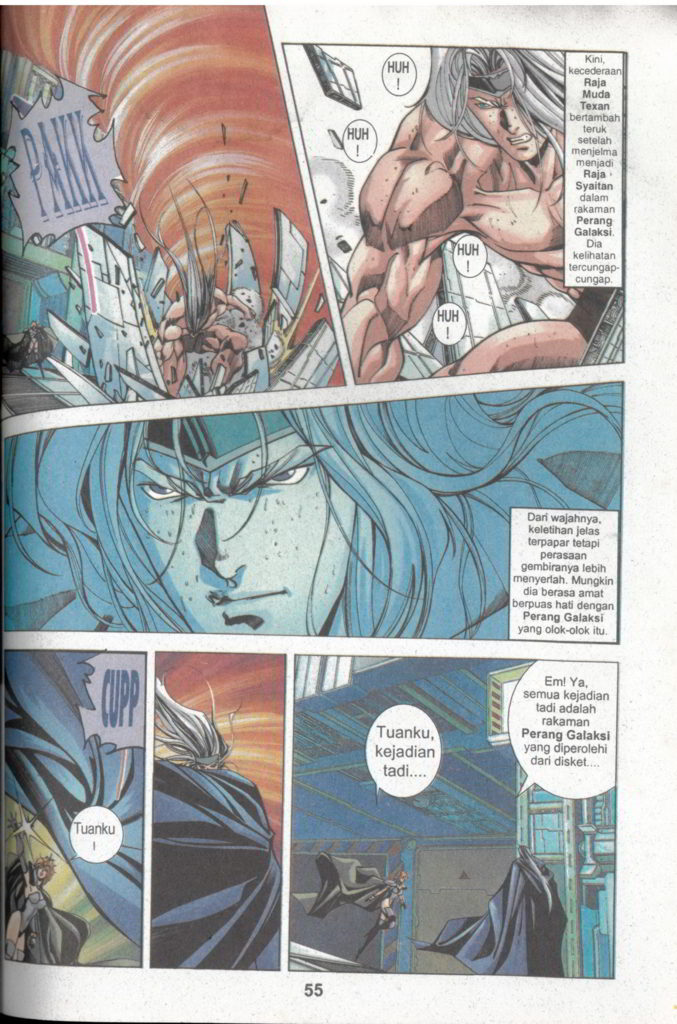 PAKK
HUH
!
HUH
!
HUH
!
HUH
!
Kini,
kecederaan
Raja
Muda
Texan
bertambah
teruk
setelah
menjelma
menjadi
Raja
Syaitan
dalam
rakaman
Perang
Galaksi.
Dia
kelihatan
tercungap-
cungap.
Dari wajahnya,
keletihan jelas
terpapar tetapi
perasaan
gembiranya lebih
menyerlah. Mungkin
dia berasa amat
berpuas hati dengan
Perang Galaksi
yang olok-olok itu.
CUPP
Tuanku
!
Tuanku,
kejadian
tadi....
Em! Ya,
semua kejadian
tadi adalah
rakaman
Perang Galaksi
yang diperolehi
dari disket....
55